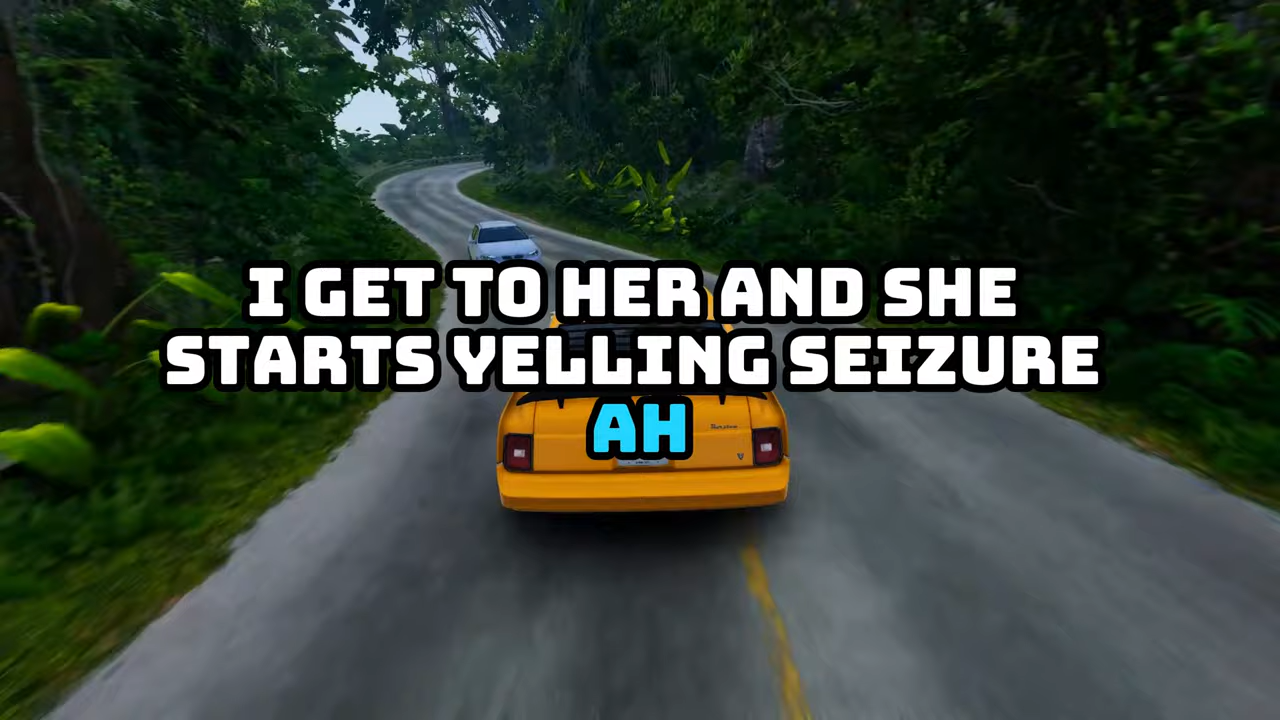 I GET TO HER AND SHE
STARTS YELLING SEIZURE
AH